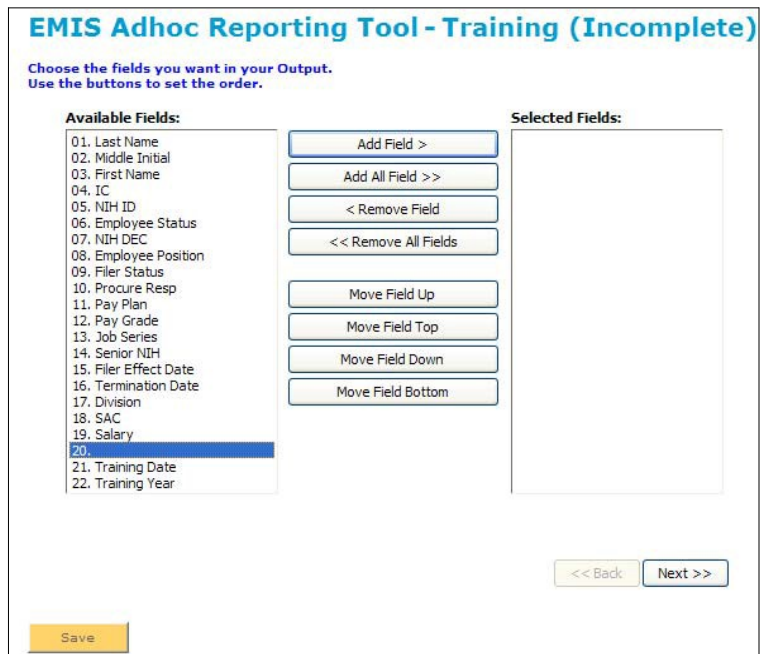 EMIS Adhoc Reporting Tool - Training (Incomplete)
Choose the fields you want in your Output.
Use the buttons to set the order.
Available Fields:
01. Last Name
02. Middle Initial
03. First Name
04. IC
05. NIH ID
06. Employee Status
07. NIH DEC
08. Employee Position
09. Filer Status
10. Procure Resp
11. Pay Plan
12. Pay Grade
13. Job Series
14. Senior NIH
15. Filer Effect Date
16. Termination Date
17. Division
18. SAC
19. Salary
20.
21. Training Date
22. Training Year
Add Field >
Add All Field >>
< Remove Field
<< Remove All Fields
Move Field Up
Move Field Top
Move Field Down
Move Field Bottom
Selected Fields:
<< Back
Next >>
Save